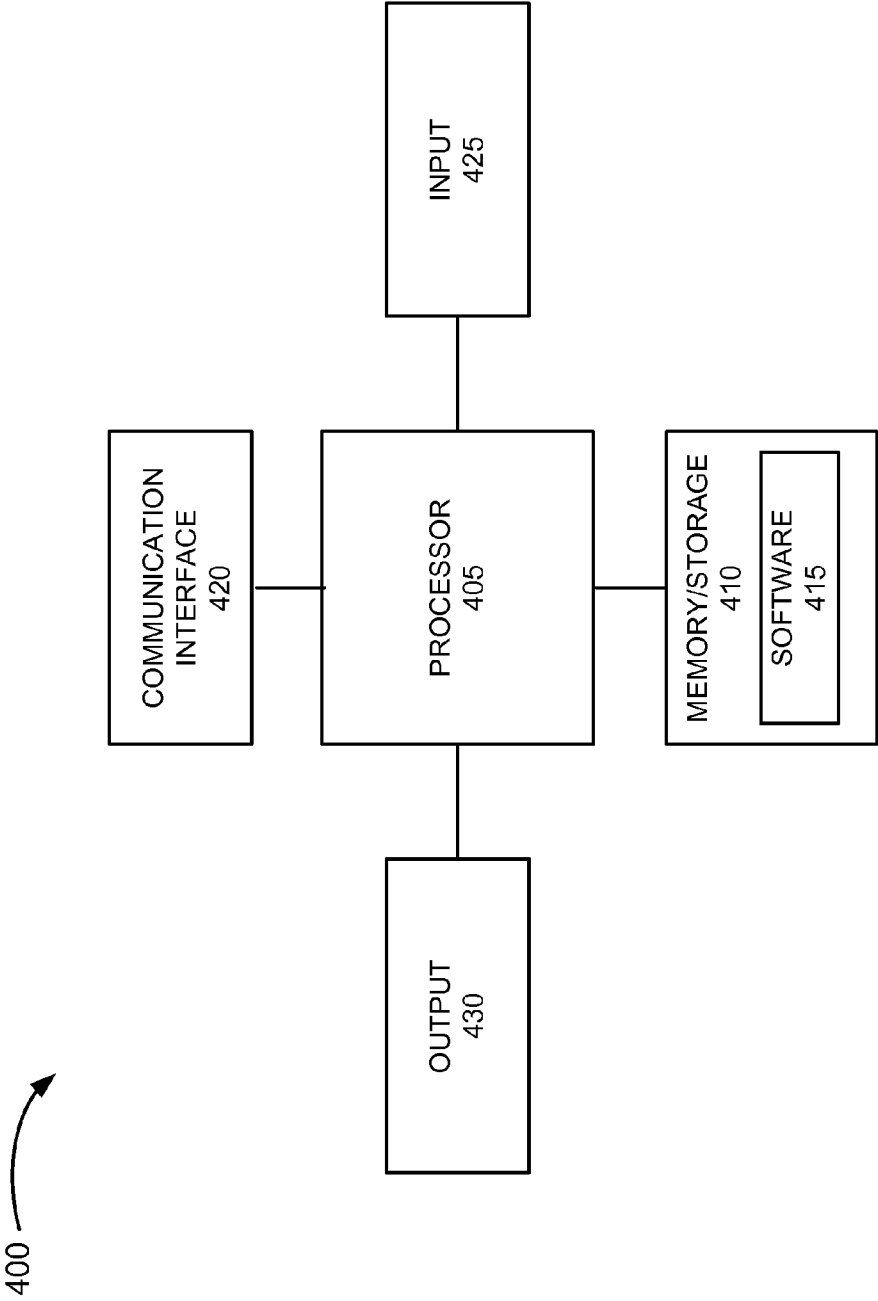 400
COMMUNICATION
INTERFACE
420
OUTPUT
430
PROCESSOR
405
INPUT
425
MEMORY/STORAGE
410
SOFTWARE
415